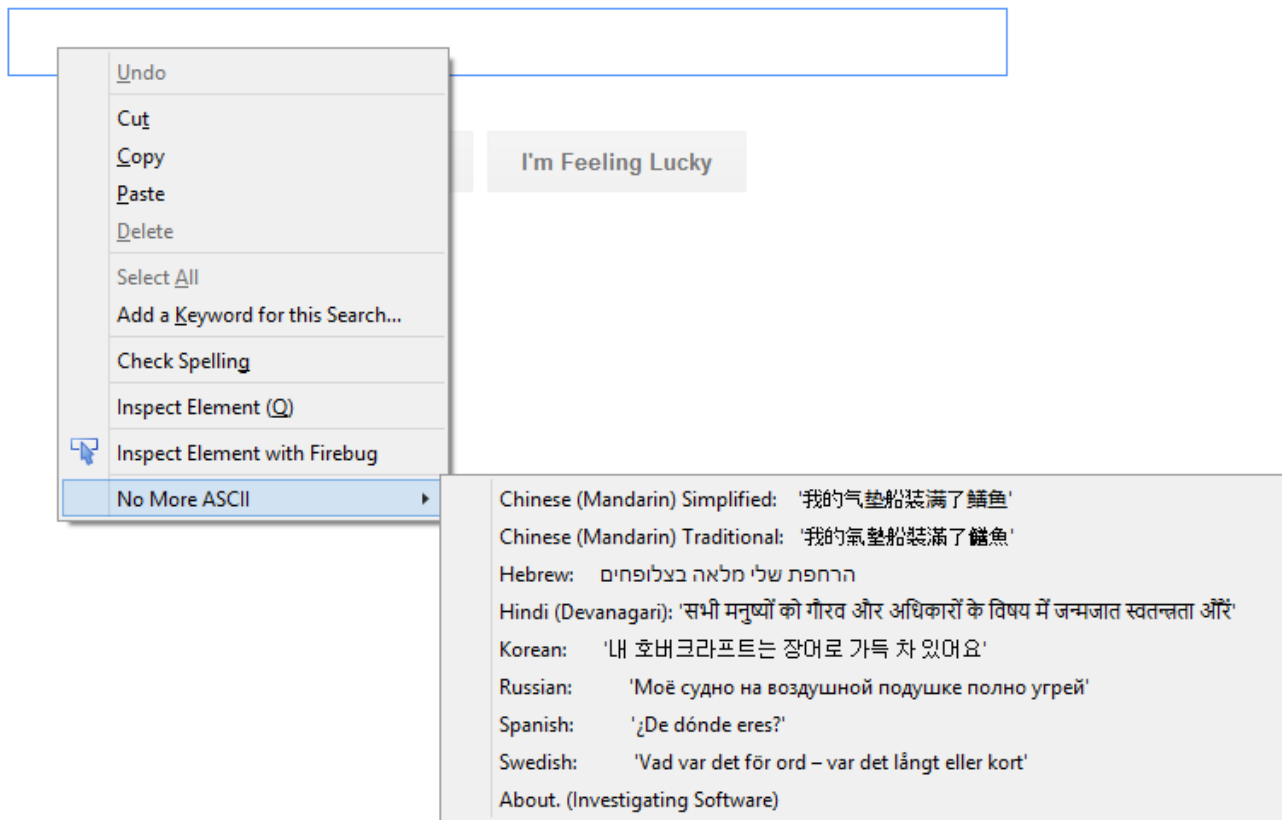 Undo
Cut
Copy
I'm Feeling Lucky
Paste
Delete
Select All
Add a Keyword for this Search...
Check Spelling
Inspect Element (Q)
Inspect Element with Firebug
No More ASCII
Chinese (Mandarin) Simplified: '我的气垫船装满了鳝鱼'
Chinese (Mandarin) Traditional: '我的氣墊船裝滿了鱔魚'
Hebrew: הרחפת שלי מלאה בצלופחים
Hindi (Devanagari): 'सभी मनुष्यों को गौरव और अधिकारों के विषय में जन्मजात स्वतन्त्रता औरें'
Korean: '내 호버크라프트는 장어로 가득 차 있어요'
Russian: 'Моё судно на воздушной подушке полно угрей'
Spanish: '¿De dónde eres?'
Swedish: 'Vad var det för ord – var det långt eller kort'
About. (Investigating Software)